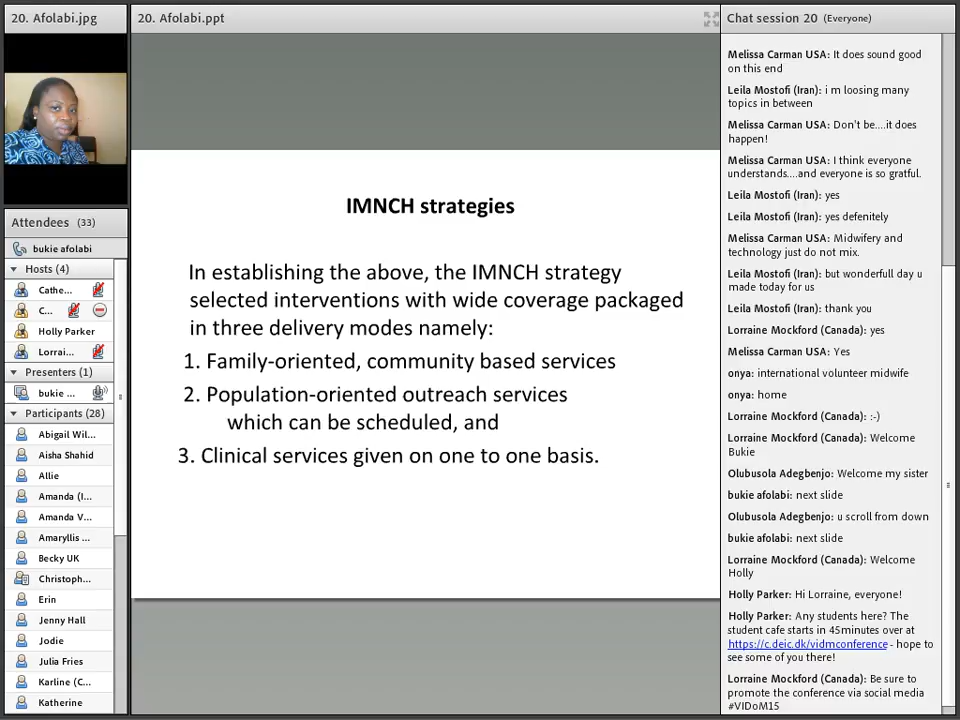 20. Afolabi.jpg
Attendees (33)
bukie afolabi
Hosts (4)
Cathe...
C...
Holly Parker
Lorrai...
Presenters (1)
bukie ...
Participants (28)
Abigail Wil...
Aisha Shahid
Allie
Amanda (I...
Amanda V...
Amaryllis ...
Becky UK
Christoph...
Erin
Jenny Hall
Jodie
Julia Fries
Karline (C...
Katherine
20. Afolabi.ppt
IMNCH strategies
In establishing the above, the IMNCH strategy
selected interventions with wide coverage packaged
in three delivery modes namely:
1. Family-oriented, community based services
2. Population-oriented outreach services
which can be scheduled, and
3. Clinical services given on one to one basis.
Chat session 20 (Everyone)
Melissa Carman USA: It does sound good
on this end
Leila Mostofi (Iran): i m loosing many
topics in between
Melissa Carman USA: Don't be....it does
happen!
Melissa Carman USA: I think everyone
understands....and everyone is so gratful.
Leila Mostofi (Iran): yes
Leila Mostofi (Iran): yes defenitely
Melissa Carman USA: Midwifery and
technology just do not mix.
Leila Mostofi (Iran): but wonderfull day u
made today for us
Leila Mostofi (Iran): thank you
Lorraine Mockford (Canada): yes
Melissa Carman USA: Yes
onya: international volunteer midwife
onya: home
Lorraine Mockford (Canada): :-)
Lorraine Mockford (Canada): Welcome
Bukie
Olubusola Adegbenjo: Welcome my sister
bukie afolabi: next slide
Olubusola Adegbenjo: u scroll from down
bukie afolabi: next slide
Lorraine Mockford (Canada): Welcome
Holly
Holly Parker: Hi Lorraine, everyone!
Holly Parker: Any students here? The
student cafe starts in 45minutes over at
https://c.deic.dk/vidmconference - hope to
see some of you there!
Lorraine Mockford (Canada): Be sure to
promote the conference via social media
#VIDoM15